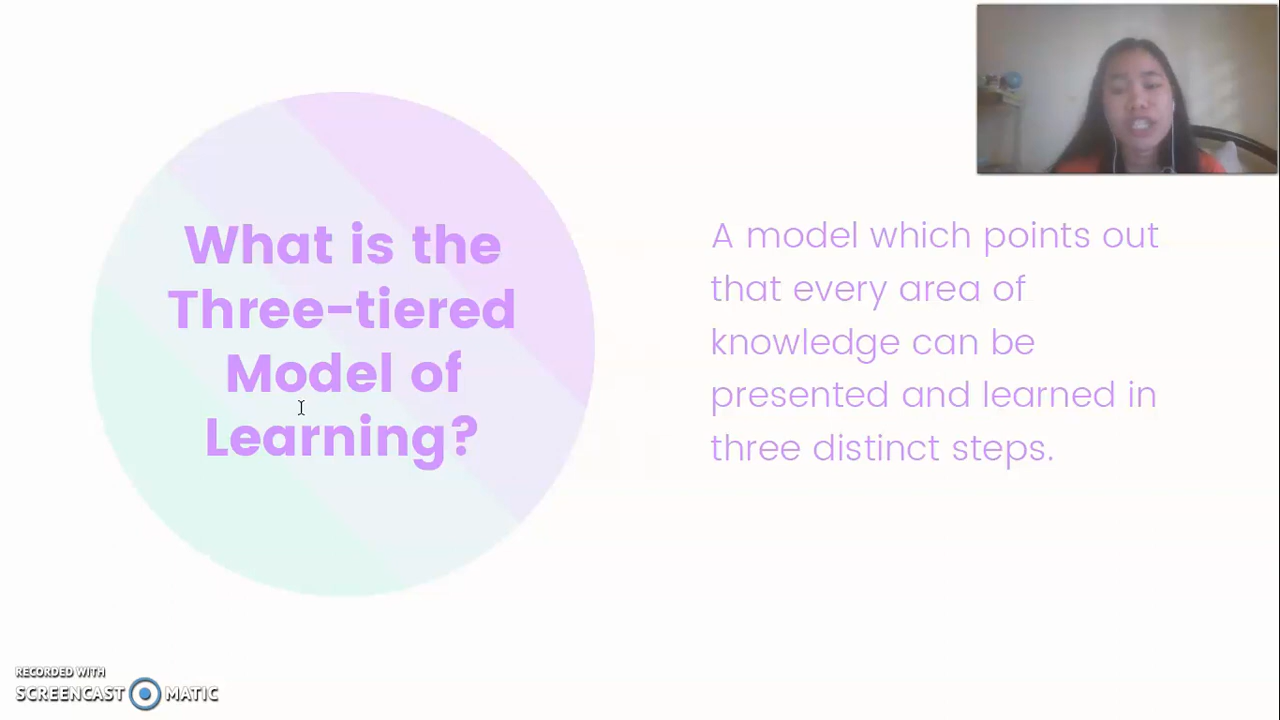 What is the
Three-tiered
Model of
Learning?
A model which points out
that every area of
knowledge can be
presented and learned in
three distinct steps.
RECORDED WITH
SCREENCAST MATIC